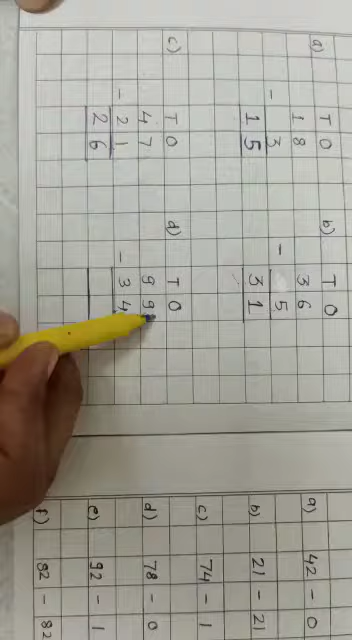 a)
T O
1 8
- 3
1 5
b)
T O
3 6
- 5
3 1
c)
T O
4 7
- 2 1
2 6
d)
T O
9 9
- 3 4
a) 42 - 0
b) 21 - 21
c) 74 - 1
d) 78 - 0
e) 92 - 1
f) 82 - 82